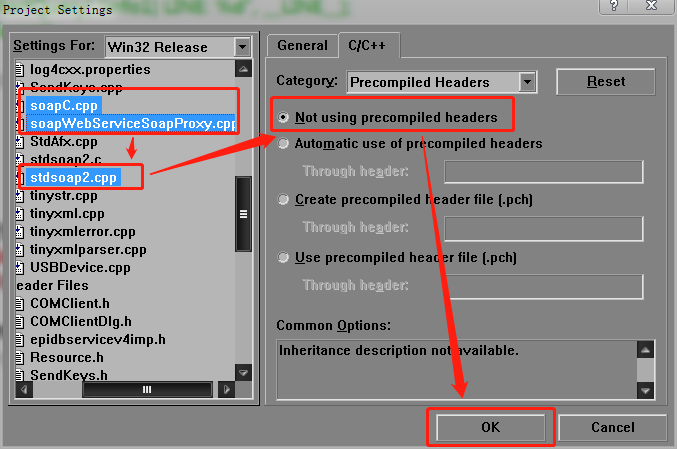 Project Settings
Settings For:
Win32 Release
log4cxx.properties
SendKeys.cpp
soapC.cpp
soapWebServiceSoapProxy.cpp
StdAfx.cpp
stdsoap2.c
stdsoap2.cpp
tinystr.cpp
tinyxml.cpp
tinyxmlerror.cpp
tinyxmlparser.cpp
USBDevice.cpp
eader Files
COMClient.h
COMClientDlg.h
epidbservicev4imp.h
Resource.h
SendKeys.h
General
C/C++
Category:
Precompiled Headers
Reset
Not using precompiled headers
Automatic use of precompiled headers
Through header:
Create precompiled header file (.pch)
Through header:
Use precompiled header file (.pch)
Through header:
Common Options:
Inheritance description not available.
OK
Cancel